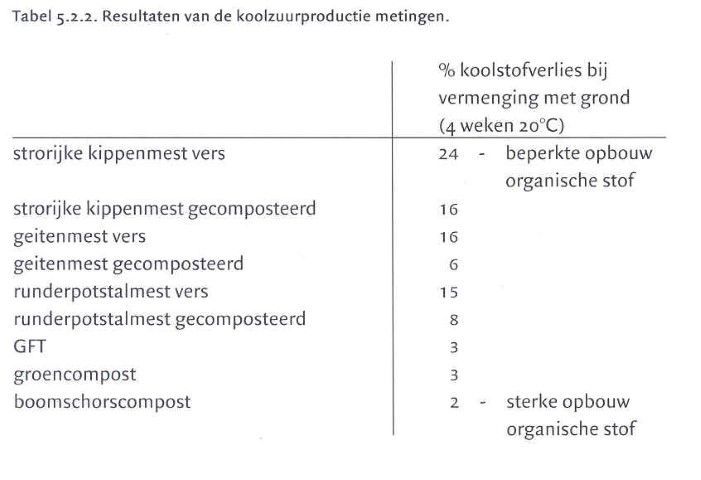 Tabel 5.2.2. Resultaten van de koolzuurproductie metingen.
% koolstofverlies bij
vermenging met grond
(4 weken 20°C)
strorijke kippenmest vers 24 - beperkte opbouw
organische stof
strorijke kippenmest gecomposteerd 16
geitenmest vers 16
geitenmest gecomposteerd 6
runderpotstalmest vers 15
runderpotstalmest gecomposteerd 8
GFT 3
groencompost 3
boomschorscompost 2 - sterke opbouw
organische stof